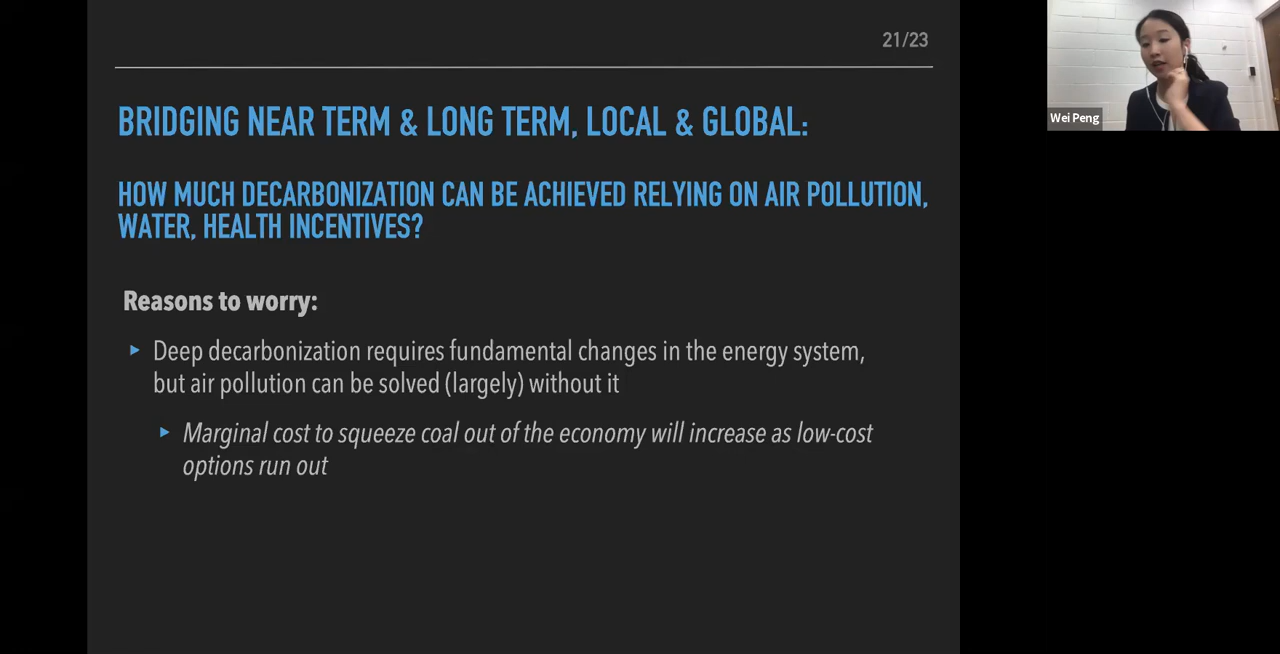 21/23
BRIDGING NEAR TERM & LONG TERM, LOCAL & GLOBAL:
HOW MUCH DECARBONIZATION CAN BE ACHIEVED RELYING ON AIR POLLUTION,
WATER, HEALTH INCENTIVES?
Reasons to worry:
Deep decarbonization requires fundamental changes in the energy system,
but air pollution can be solved (largely) without it
Marginal cost to squeeze coal out of the economy will increase as low-cost
options run out
Wei Peng